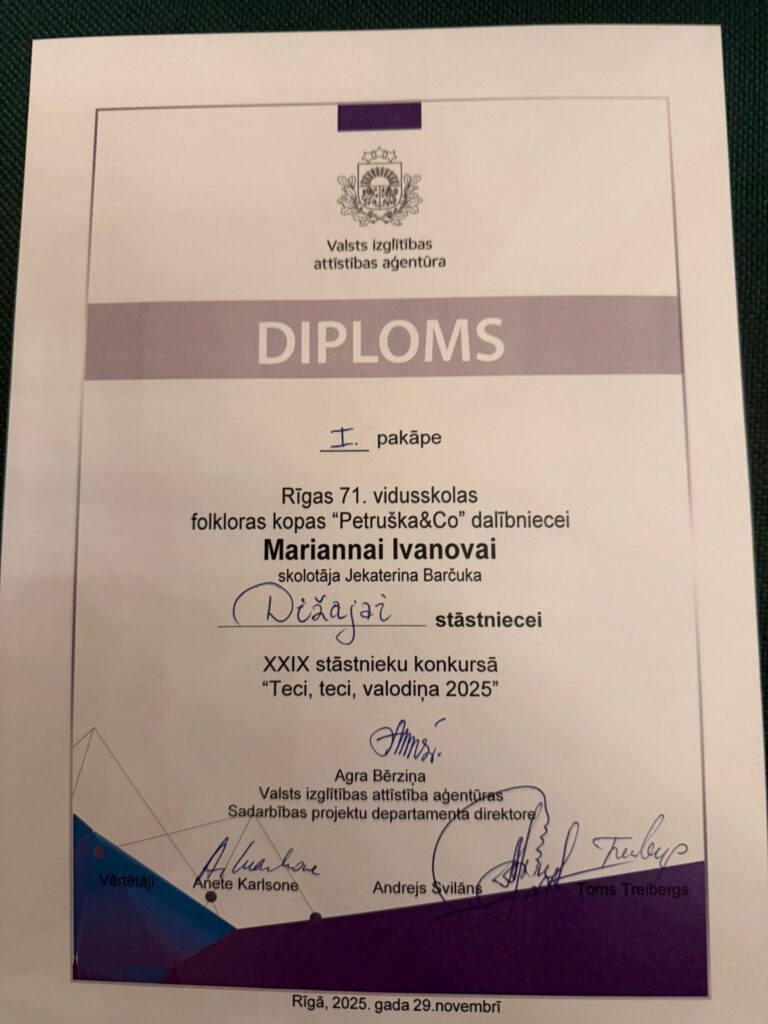 Valsts izglītības
attīstības aģentūra
DIPLOMS
I. pakāpe
Rīgas 71. vidusskolas
folkloras kopas “Petruška&Co” dalībniecei
Mariannai Ivanovai
skolotāja Jekaterina Barčuka
Dižajai stāstniecei
XXIX stāstnieku konkursā
“Teci, teci, valodiņa 2025”
Agra Bērziņa
Valsts izglītības attīstība aģentūras
Sadarbības projektu departamenta direktore
Vērtētāji: Anete Karlsone Andrejs Svilāns Toms Treibergs
Rīgā, 2025. gada 29.novembrī